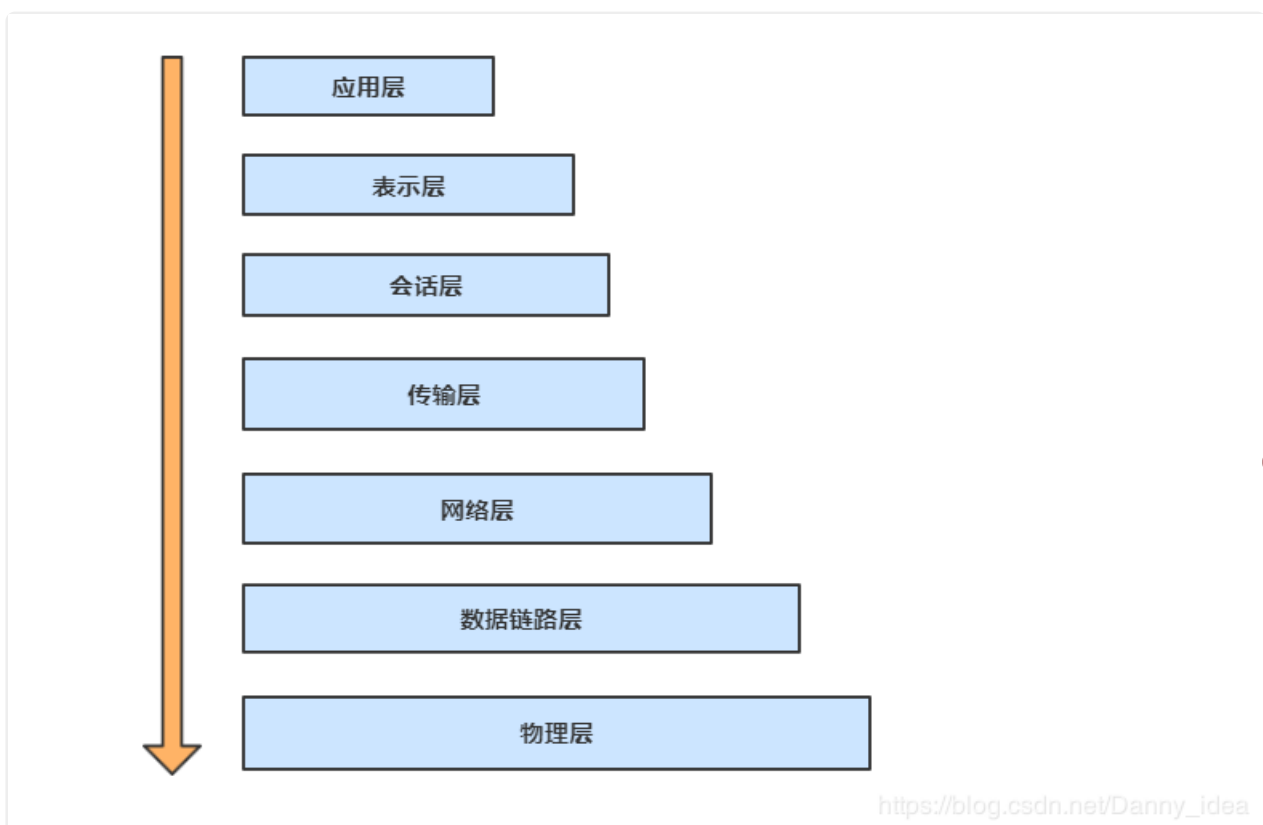 应用层
表示层
会话层
传输层
网络层
数据链路层
物理层
https://blog.csdn.net/Danny_idea